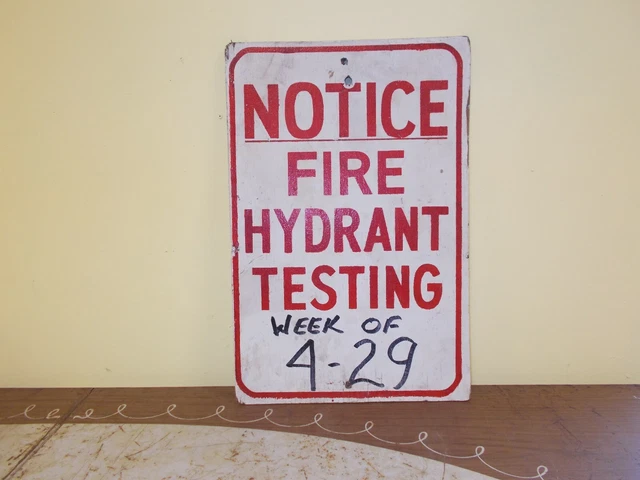 NOTICE
FIRE
HYDRANT
TESTING
WEEK OF
4-29